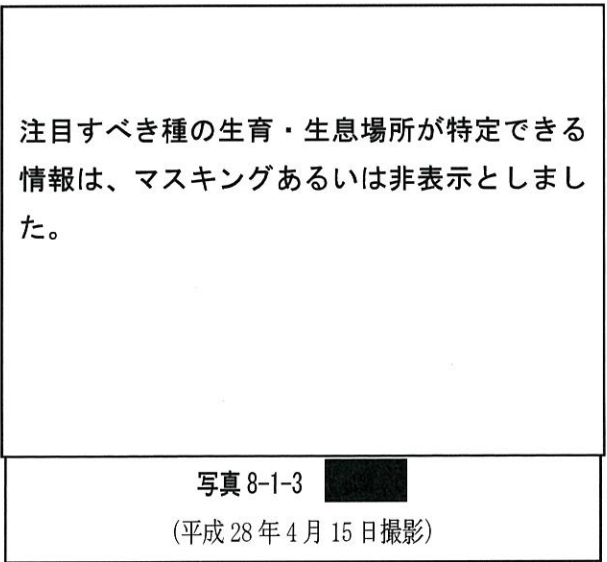 注目すべき種の生育・生息場所が特定できる
情報は、マスキングあるいは非表示としまし
た。
写真 8-1-3
(平成 28 年 4 月 15 日撮影)